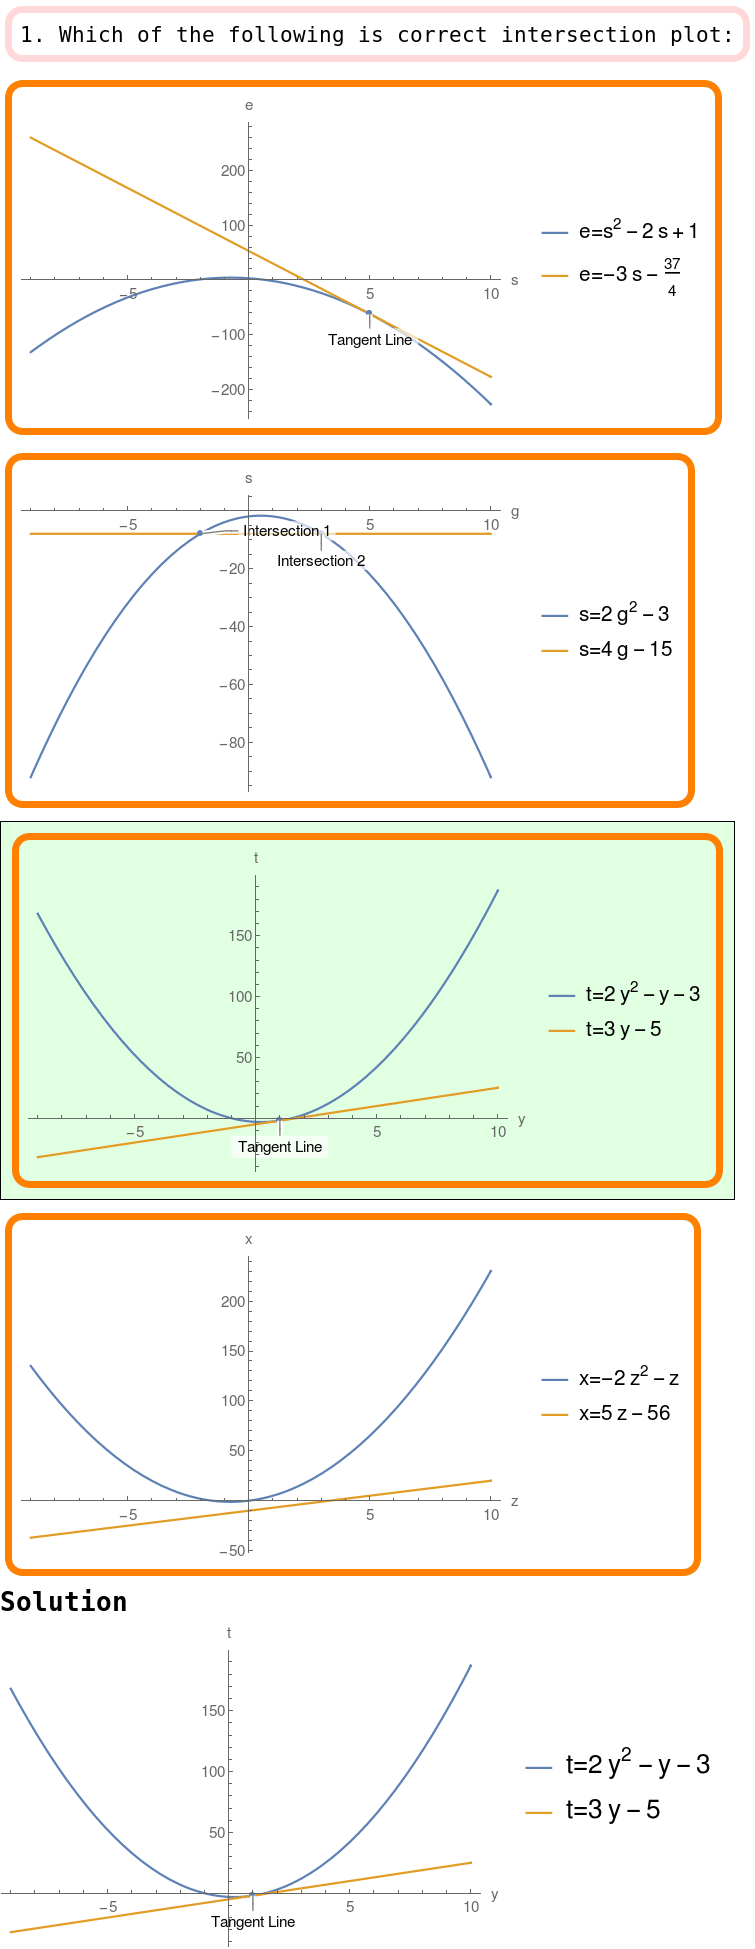 1. Which of the following is correct intersection plot:
e
200
100
-5 5 10 s
-100
-200
Tangent Line
e=s² − 2 s + 1
e=−3 s − 37/4
s
-5 5 10 g
Intersection 1
Intersection 2
-20
-40
-60
-80
s=2 g² − 3
s=4 g − 15
t
150
100
50
-5 5 10 y
Tangent Line
t=2 y² − y − 3
t=3 y − 5
x
200
150
100
50
-5 5 10 z
-50
x=−2 z² − z
x=5 z − 56
Solution
t
150
100
50
-5 5 10 y
Tangent Line
t=2 y² − y − 3
t=3 y − 5